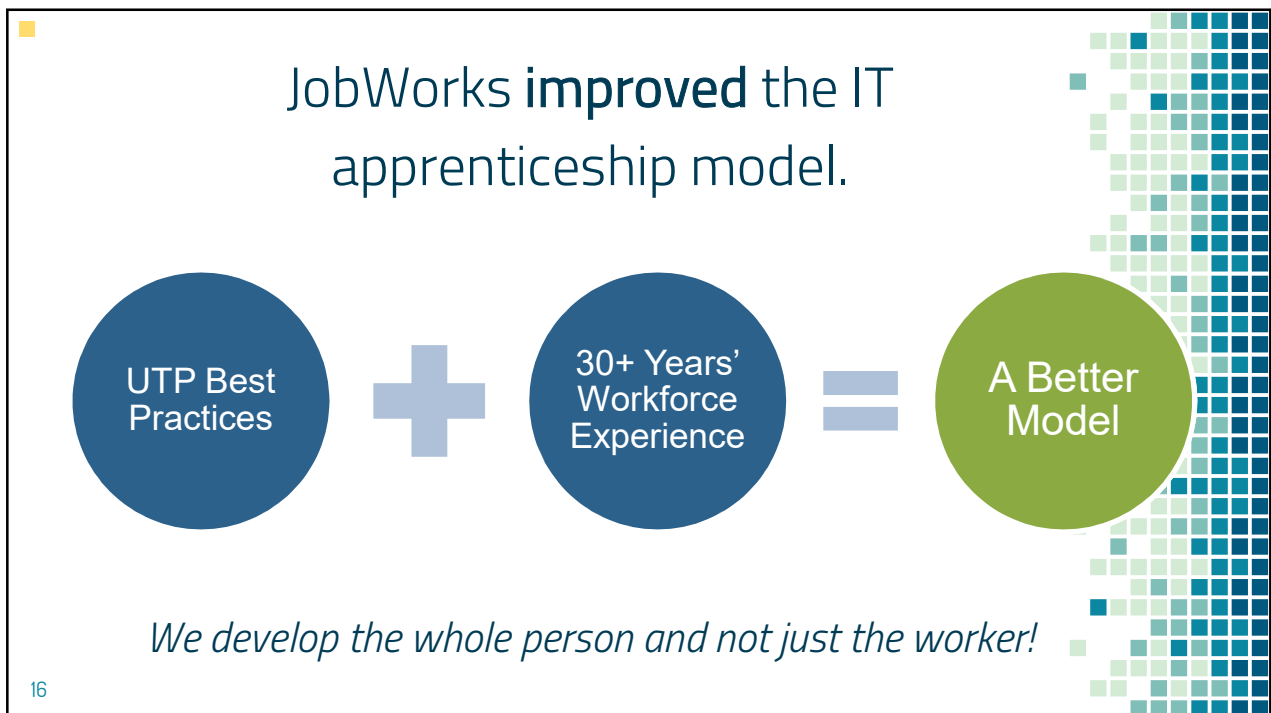 JobWorks improved the IT
apprenticeship model.
UTP Best
Practices
30+ Years’
Workforce
Experience
A Better
Model
We develop the whole person and not just the worker!
16